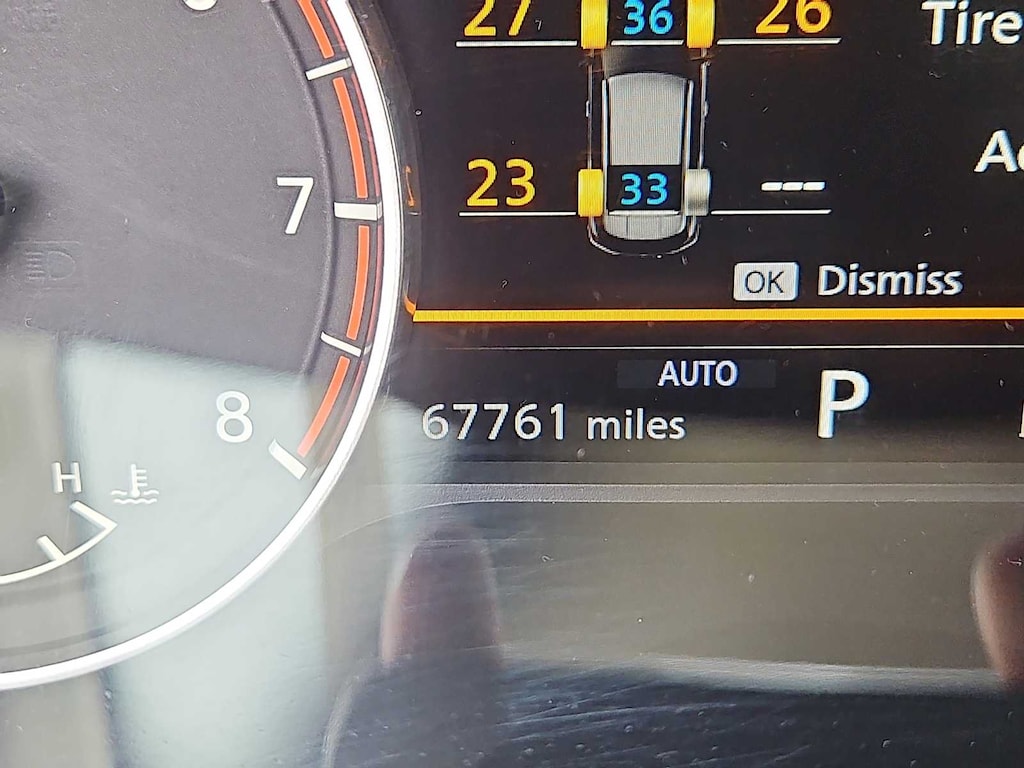 27 36 26 Tire
23 33 ---
7
OK Dismiss
AUTO
8 67761 miles P
H